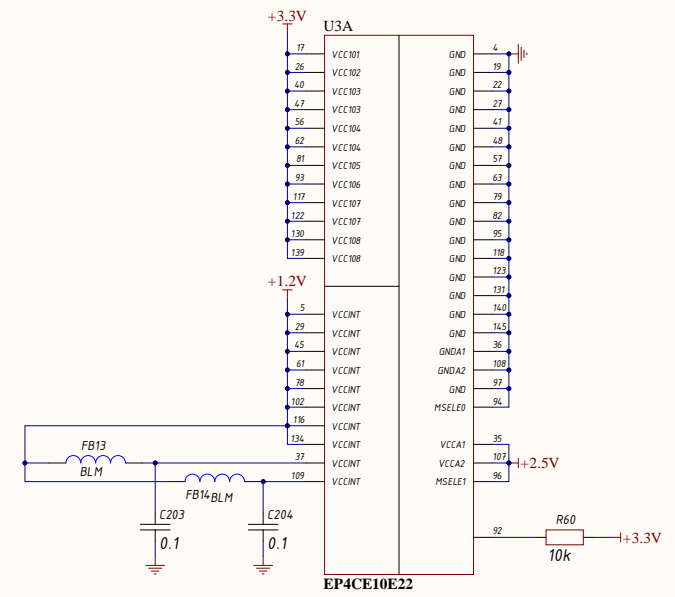 +3.3V
U3A
17 VCC101 GND 4
26 VCC102 GND 19
40 VCC103 GND 22
47 VCC103 GND 27
56 VCC104 GND 41
62 VCC104 GND 48
81 VCC105 GND 57
93 VCC106 GND 63
117 VCC107 GND 79
122 VCC107 GND 82
130 VCC108 GND 95
139 VCC108 GND 118
GND 123
+1.2V
GND 131
5 VCCINT GND 140
29 VCCINT GND 145
45 VCCINT GNDA1 36
61 VCCINT GNDA2 108
78 VCCINT GND 97
102 VCCINT MSELE0 94
116 VCCINT
134 VCCINT VCCA1 35
FB13 37 VCCINT VCCA2 107 +2.5V
BLM 109 VCCINT MSELE1 96
FB14 BLM
C203 C204
0.1 0.1
R60
92 +3.3V
10k
EP4CE10E22